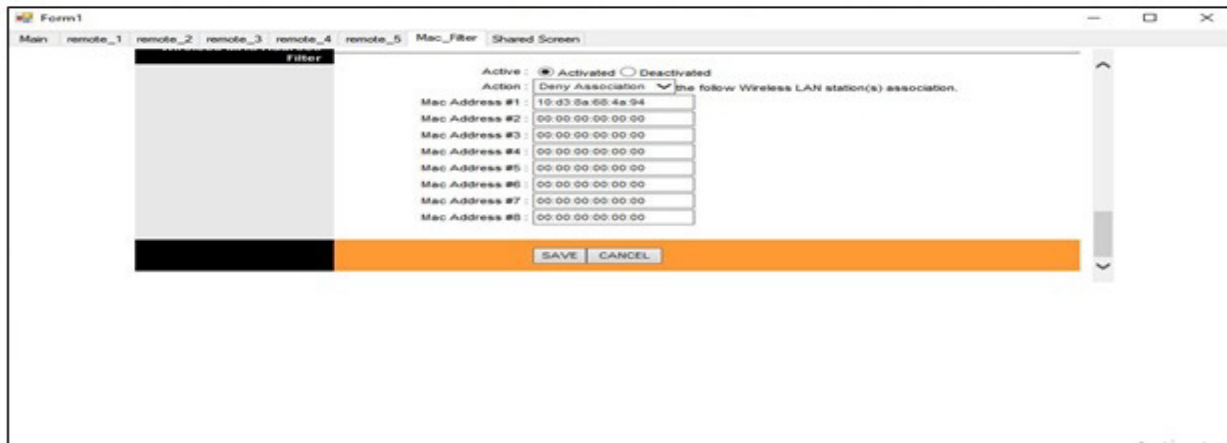 Form1
Main remote_1 remote_2 remote_3 remote_4 remote_5 Mac_Filter Shared Screen
Filter
Active : Activated Deactivated
Action : Deny Association the follow Wireless LAN station(s) association.
Mac Address #1 : 10:d3:8a:68:4a:94
Mac Address #2 : 00:00:00:00:00:00
Mac Address #3 : 00:00:00:00:00:00
Mac Address #4 : 00:00:00:00:00:00
Mac Address #5 : 00:00:00:00:00:00
Mac Address #6 : 00:00:00:00:00:00
Mac Address #7 : 00:00:00:00:00:00
Mac Address #8 : 00:00:00:00:00:00
SAVE CANCEL